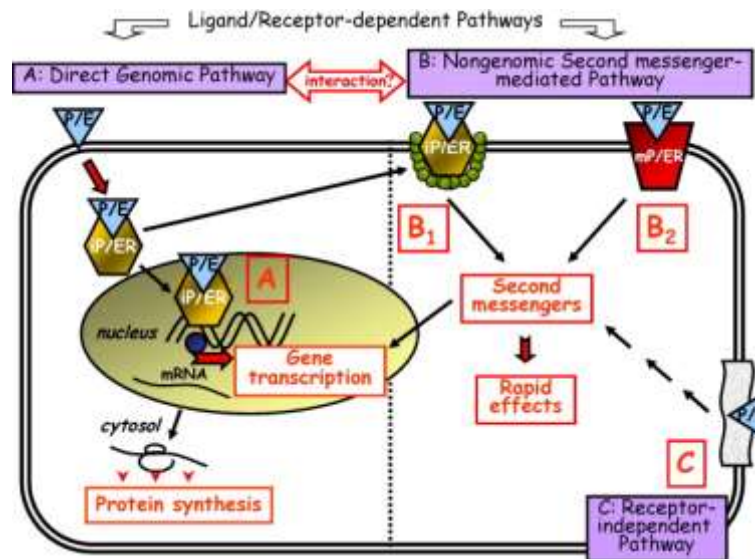 Ligand/Receptor-dependent Pathways
A: Direct Genomic Pathway
interaction?
B: Nongenomic Second messenger-
mediated Pathway
P/E
P/E
P/E
iP/ER
mP/ER
P/E
iP/ER
B1
B2
P/E
iP/ER
A
nucleus
mRNA
Gene
transcription
Second
messengers
Rapid
effects
cytosol
Protein synthesis
P/
C
C: Receptor-
independent
Pathway